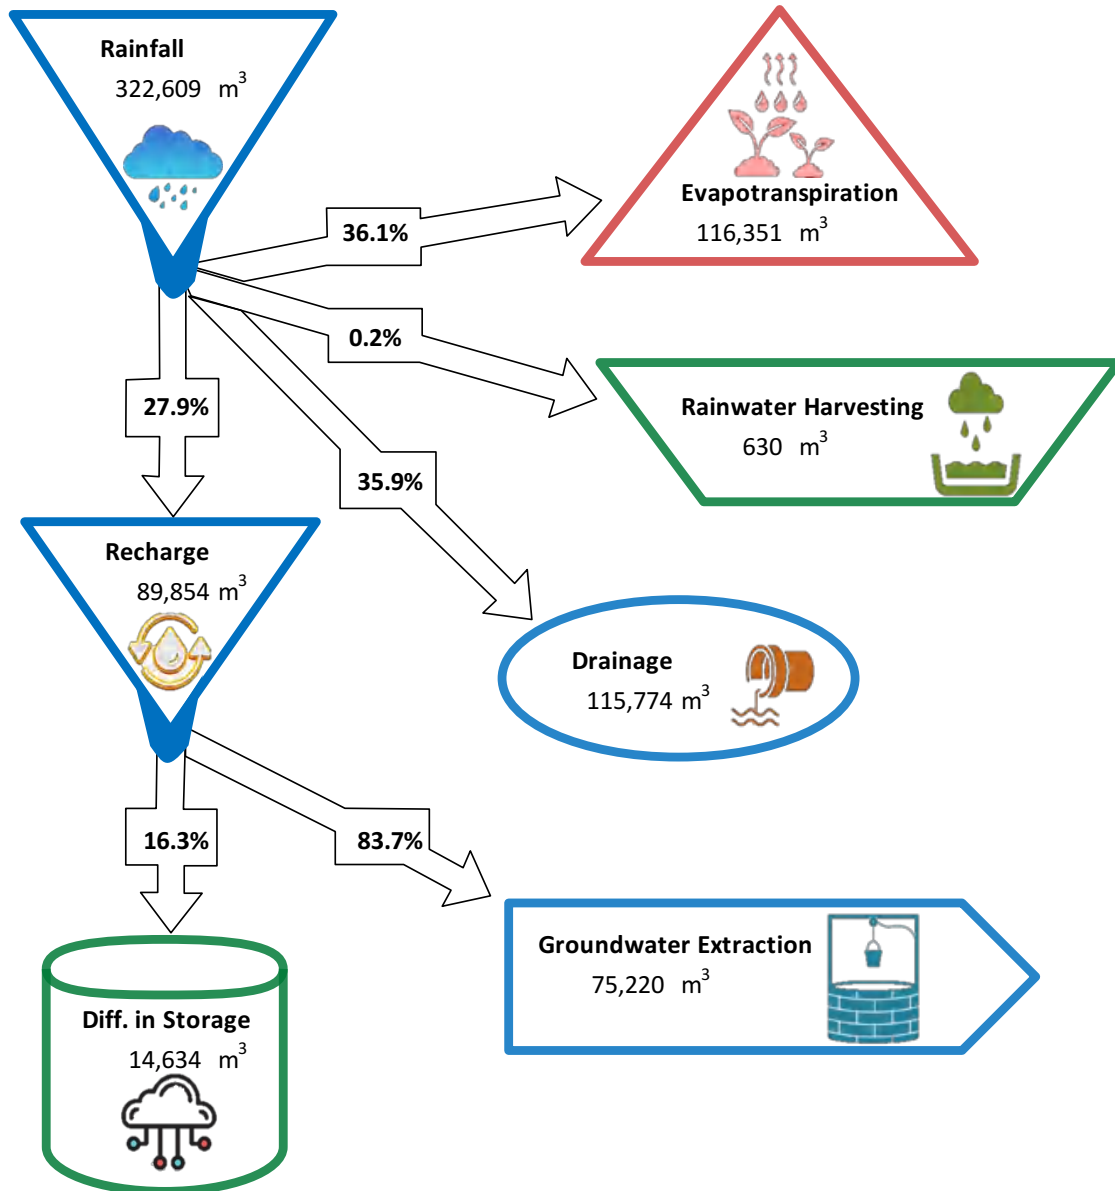 Rainfall
322,609 m³
Evapotranspiration
116,351 m³
36.1%
0.2%
27.9%
Rainwater Harvesting
630 m³
35.9%
Recharge
89,854 m³
Drainage
115,774 m³
16.3%
83.7%
Groundwater Extraction
75,220 m³
Diff. in Storage
14,634 m³